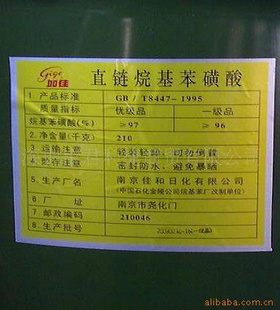 Gige
加佳
直链烷基苯磺酸
1 产品标准 GB/T8447-1995
质量指标 优级品 一级品
烷基苯磺酸(%) ≥97 ≥96
2 净含量(千克) 210
3 运输注意 轻装轻卸、切勿倒载
4 贮存注意 密封防水、避免暴晒
5 生产厂名 南京佳和日化有限公司
(中国石化金陵公司烷基苯厂改制单位)
6 厂址 南京市尧化门
7 邮政编码 210046
8 生产批号
alibaba.com.cn